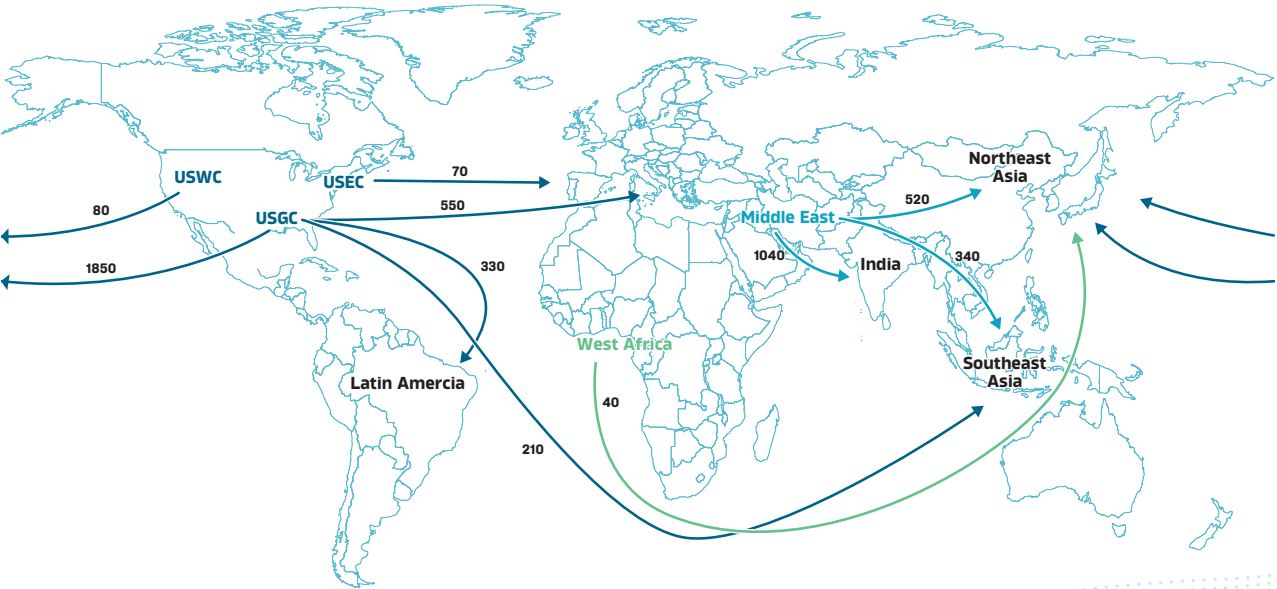 Northeast
Asia
USWC
USEC
70
520
80
550
USGC
Middle East
1040
340
India
1850
330
West Africa
Southeast
Asia
Latin Amercia
40
210